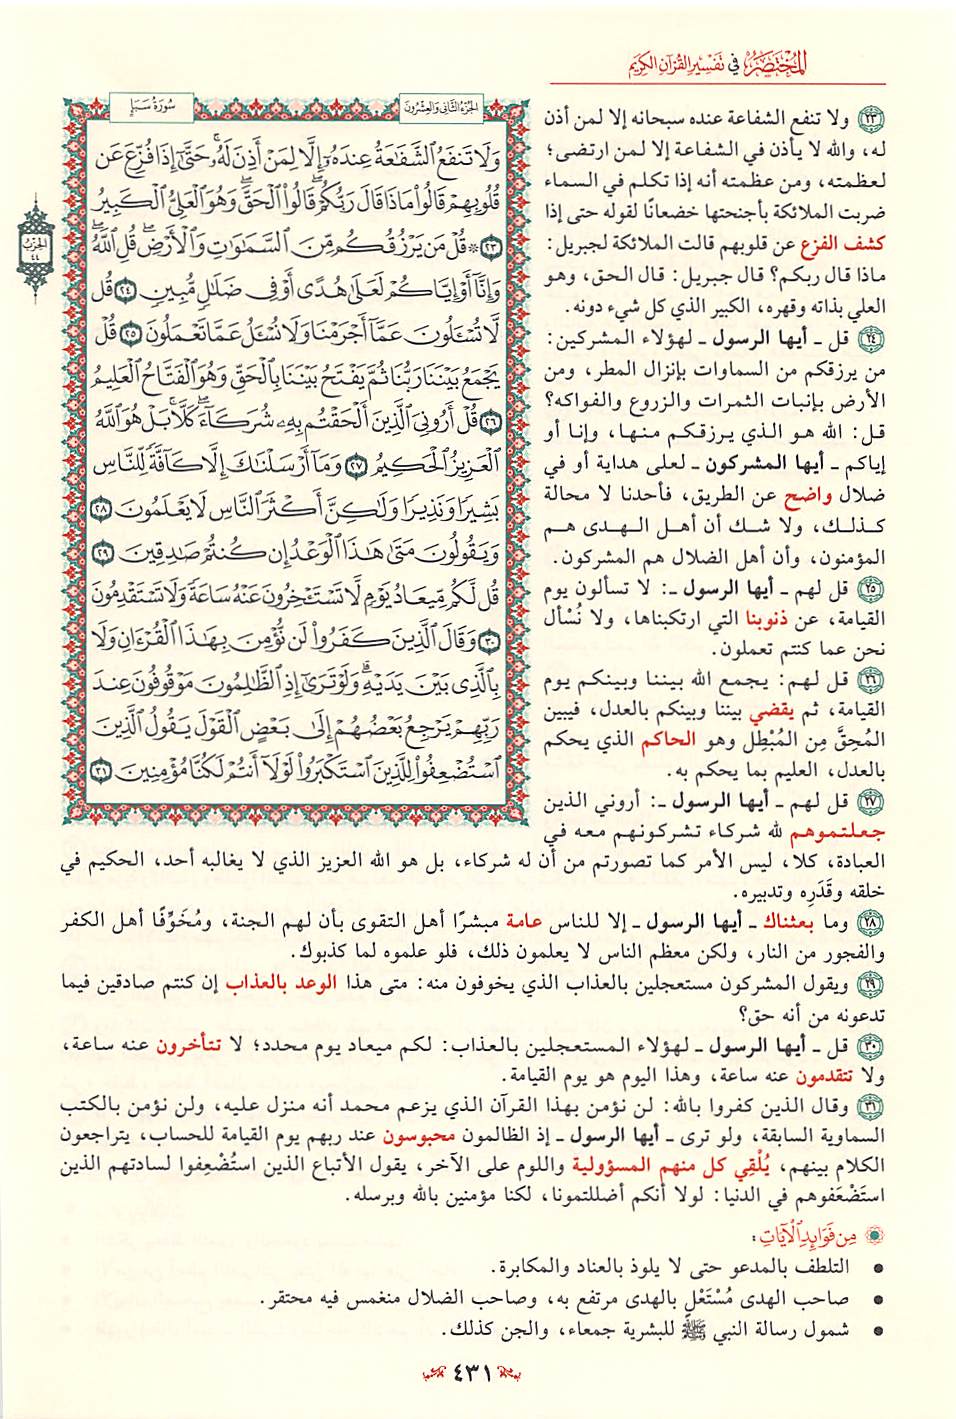 المختصر في تفسير القرآن الكريم
سورة سبإ
الجزء الثاني والعشرون
الحزب
٤٤
وَلَا تَنفَعُ ٱلشَّفَٰعَةُ عِندَهُۥٓ إِلَّا لِمَنْ أَذِنَ لَهُۥۚ حَتَّىٰٓ إِذَا فُزِّعَ عَن
قُلُوبِهِمْ قَالُوا۟ مَاذَا قَالَ رَبُّكُمْۖ قَالُوا۟ ٱلْحَقَّۖ وَهُوَ ٱلْعَلِىُّ ٱلْكَبِيرُ
٢٣ ۞ قُلْ مَن يَرْزُقُكُم مِّنَ ٱلسَّمَٰوَٰتِ وَٱلْأَرْضِۖ قُلِ ٱللَّهُۖ
وَإِنَّآ أَوْ إِيَّاكُمْ لَعَلَىٰ هُدًى أَوْ فِى ضَلَٰلٍ مُّبِينٍ ٢٤ قُل
لَّا تُسْـَٔلُونَ عَمَّآ أَجْرَمْنَا وَلَا نُسْـَٔلُ عَمَّا تَعْمَلُونَ ٢٥ قُلْ
يَجْمَعُ بَيْنَنَا رَبُّنَا ثُمَّ يَفْتَحُ بَيْنَنَا بِٱلْحَقِّ وَهُوَ ٱلْفَتَّاحُ ٱلْعَلِيمُ
٢٦ قُلْ أَرُونِىَ ٱلَّذِينَ أَلْحَقْتُم بِهِۦ شُرَكَآءَۖ كَلَّاۚ بَلْ هُوَ ٱللَّهُ
ٱلْعَزِيزُ ٱلْحَكِيمُ ٢٧ وَمَآ أَرْسَلْنَٰكَ إِلَّا كَآفَّةً لِّلنَّاسِ
بَشِيرًا وَنَذِيرًا وَلَٰكِنَّ أَكْثَرَ ٱلنَّاسِ لَا يَعْلَمُونَ ٢٨
وَيَقُولُونَ مَتَىٰ هَٰذَا ٱلْوَعْدُ إِن كُنتُمْ صَٰدِقِينَ ٢٩
قُل لَّكُم مِّيعَادُ يَوْمٍ لَّا تَسْتَـْٔخِرُونَ عَنْهُ سَاعَةً وَلَا تَسْتَقْدِمُونَ
٣٠ وَقَالَ ٱلَّذِينَ كَفَرُوا۟ لَن نُّؤْمِنَ بِهَٰذَا ٱلْقُرْءَانِ وَلَا
بِٱلَّذِى بَيْنَ يَدَيْهِۗ وَلَوْ تَرَىٰٓ إِذِ ٱلظَّٰلِمُونَ مَوْقُوفُونَ عِندَ
رَبِّهِمْ يَرْجِعُ بَعْضُهُمْ إِلَىٰ بَعْضٍ ٱلْقَوْلَ يَقُولُ ٱلَّذِينَ
ٱسْتُضْعِفُوا۟ لِلَّذِينَ ٱسْتَكْبَرُوا۟ لَوْلَآ أَنتُمْ لَكُنَّا مُؤْمِنِينَ ٣١
٢٣ ولا تنفع الشفاعة عنده سبحانه إلا لمن أذن
له، والله لا يأذن في الشفاعة إلا لمن ارتضى؛
لعظمته، ومن عظمته أنه إذا تكلم في السماء
ضربت الملائكة بأجنحتها خضعانًا لقوله حتى إذا
كشف الفزع عن قلوبهم قالت الملائكة لجبريل:
ماذا قال ربكم؟ قال جبريل: قال الحق، وهو
العلي بذاته وقهره، الكبير الذي كل شيء دونه.
٢٤ قل ـ أيها الرسول ـ لهؤلاء المشركين:
من يرزقكم من السماوات بإنزال المطر، ومن
الأرض بإنبات الثمرات والزروع والفواكه؟
قل: الله هو الذي يرزقكم منها، وإنا أو
إياكم ـ أيها المشركون ـ لعلى هداية أو في
ضلال واضح عن الطريق، فأحدنا لا محالة
كذلك، ولا شك أن أهل الهدى هم
المؤمنون، وأن أهل الضلال هم المشركون.
٢٥ قل لهم ـ أيها الرسول ـ: لا تسألون يوم
القيامة، عن ذنوبنا التي ارتكبناها، ولا نُسْأل
نحن عما كنتم تعملون.
٢٦ قل لهم: يجمع الله بيننا وبينكم يوم
القيامة، ثم يقضي بيننا وبينكم بالعدل، فيبين
المُحِقَّ مِن المُبْطِل وهو الحاكم الذي يحكم
بالعدل، العليم بما يحكم به.
٢٧ قل لهم ـ أيها الرسول ـ: أروني الذين
جعلتموهم لله شركاء تشركونهم معه في
العبادة، كلا، ليس الأمر كما تصورتم من أن له شركاء، بل هو الله العزيز الذي لا يغالبه أحد، الحكيم في
خلقه وقَدَرِه وتدبيره.
٢٨ وما بعثناك ـ أيها الرسول ـ إلا للناس عامة مبشرًا أهل التقوى بأن لهم الجنة، ومُخَوِّفًا أهل الكفر
والفجور من النار، ولكن معظم الناس لا يعلمون ذلك، فلو علموه لما كذبوك.
٢٩ ويقول المشركون مستعجلين بالعذاب الذي يخوفون منه: متى هذا الوعد بالعذاب إن كنتم صادقين فيما
تدعونه من أنه حق؟
٣٠ قل ـ أيها الرسول ـ لهؤلاء المستعجلين بالعذاب: لكم ميعاد يوم محدد؛ لا تتأخرون عنه ساعة،
ولا تتقدمون عنه ساعة، وهذا اليوم هو يوم القيامة.
٣١ وقال الذين كفروا بالله: لن نؤمن بهذا القرآن الذي يزعم محمد أنه منزل عليه، ولن نؤمن بالكتب
السماوية السابقة، ولو ترى ـ أيها الرسول ـ إذ الظالمون محبوسون عند ربهم يوم القيامة للحساب، يتراجعون
الكلام بينهم، يُلْقِي كل منهم المسؤولية واللوم على الآخر، يقول الأتباع الذين استُضْعِفوا لسادتهم الذين
استَضْعَفوهم في الدنيا: لولا أنكم أضللتمونا، لكنا مؤمنين بالله وبرسله.
من فوائد الآيات:
• التلطف بالمدعو حتى لا يلوذ بالعناد والمكابرة.
• صاحب الهدى مُسْتَعْلٍ بالهدى مرتفع به، وصاحب الضلال منغمس فيه محتقر.
• شمول رسالة النبي ﷺ للبشرية جمعاء، والجن كذلك.
٤٣١